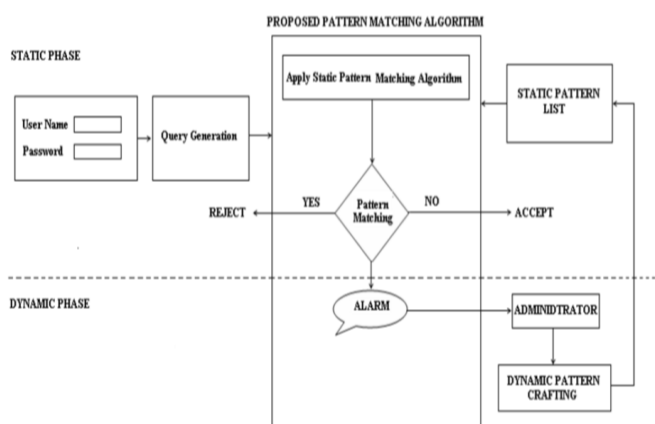 PROPOSED PATTERN MATCHING ALGORITHM
STATIC PHASE
Apply Static Pattern Matching Algorithm
STATIC PATTERN
LIST
User Name
Password
Query Generation
REJECT
YES
Pattern
Matching
NO
ACCEPT
DYNAMIC PHASE
ALARM
ADMINIDTRATOR
DYNAMIC PATTERN
CRAFTING